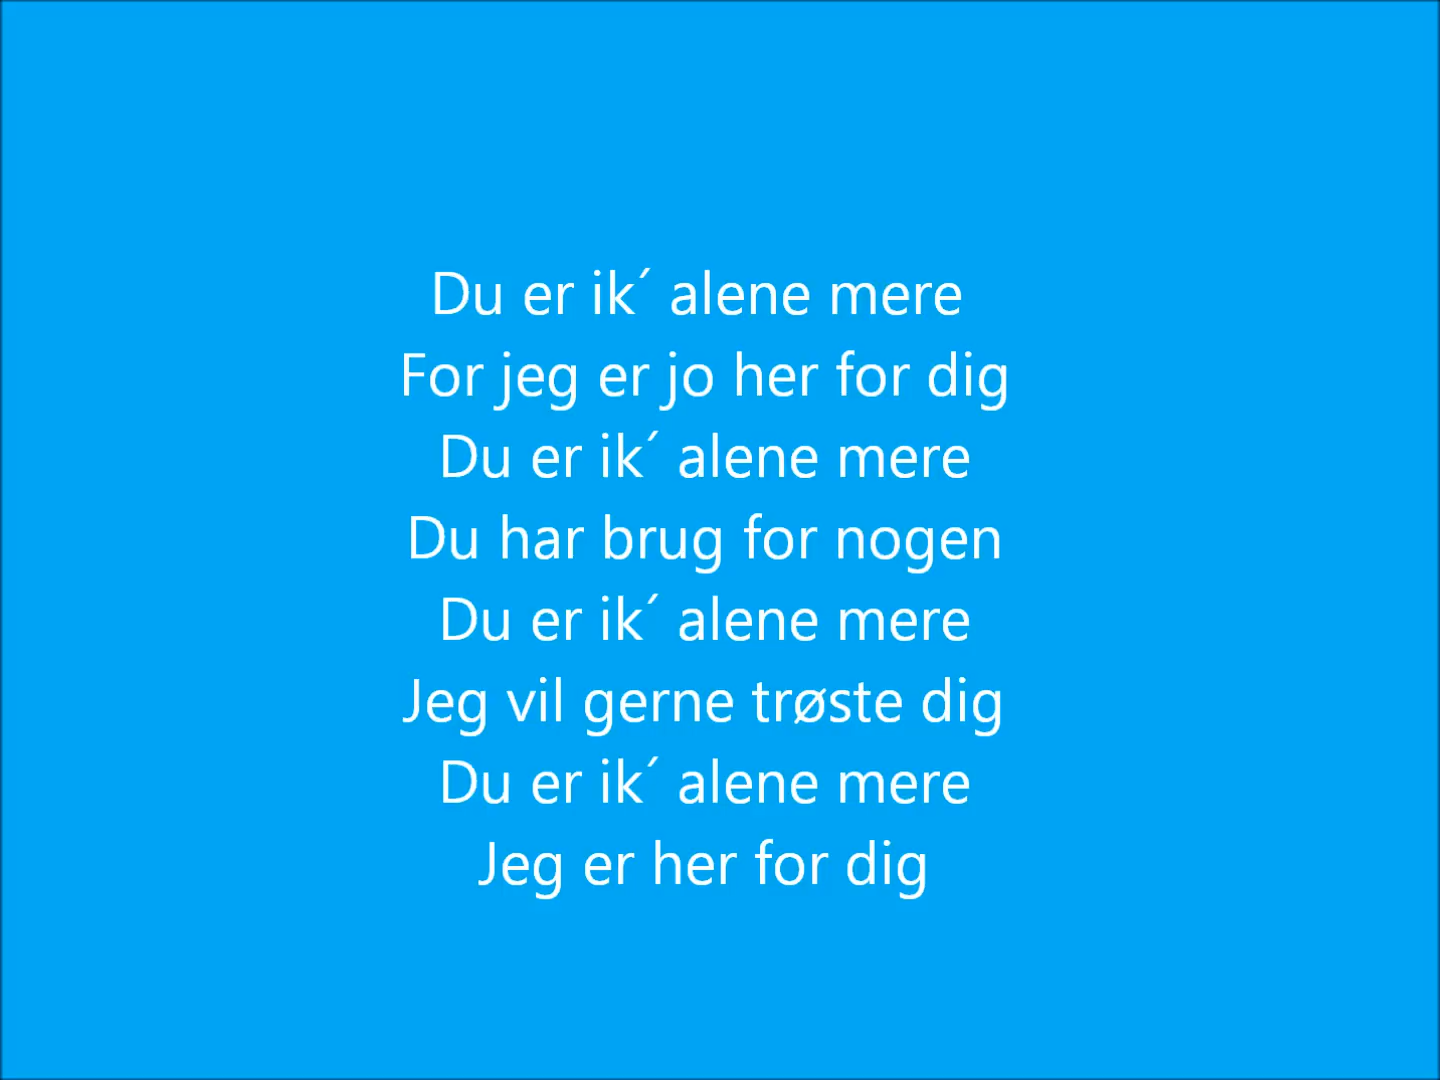 Du er ik´ alene mere
For jeg er jo her for dig
Du er ik´ alene mere
Du har brug for nogen
Du er ik´ alene mere
Jeg vil gerne trøste dig
Du er ik´ alene mere
Jeg er her for dig